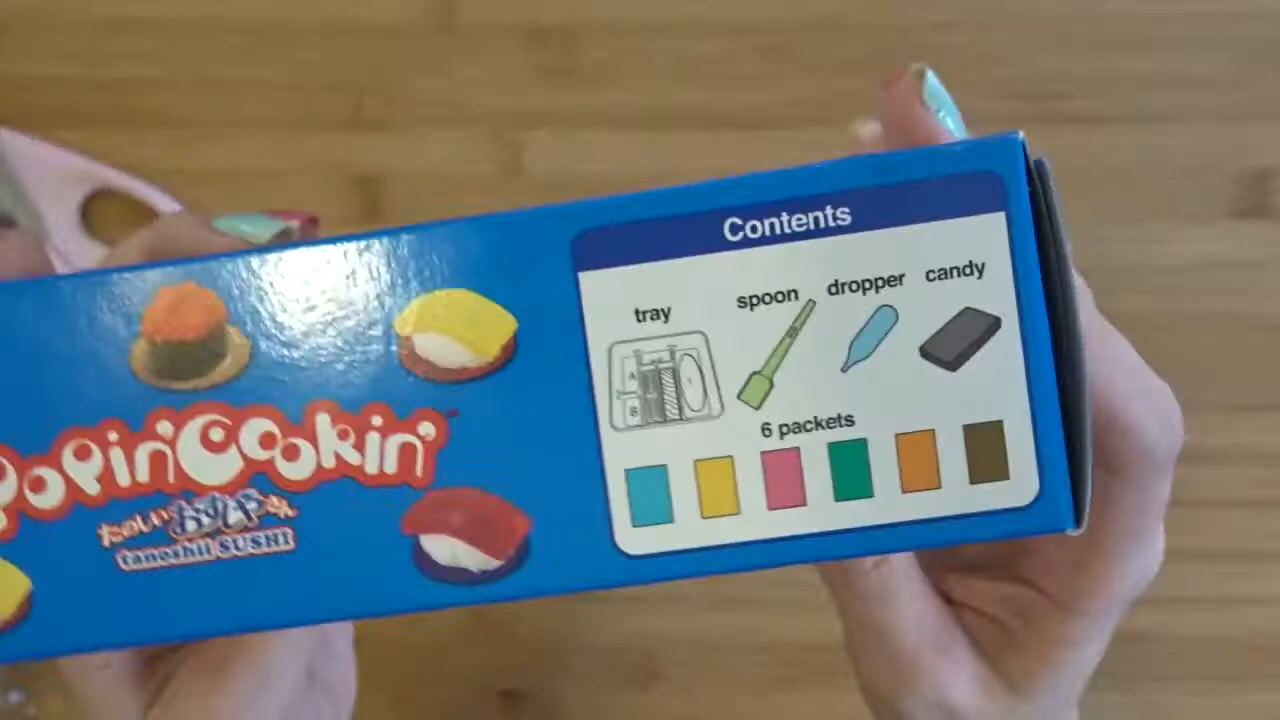 Contents
tray
spoon
dropper
candy
A
B
6 packets
PoPin'Cookin'
たのしいおすしやさん
tanoshii SUSHI